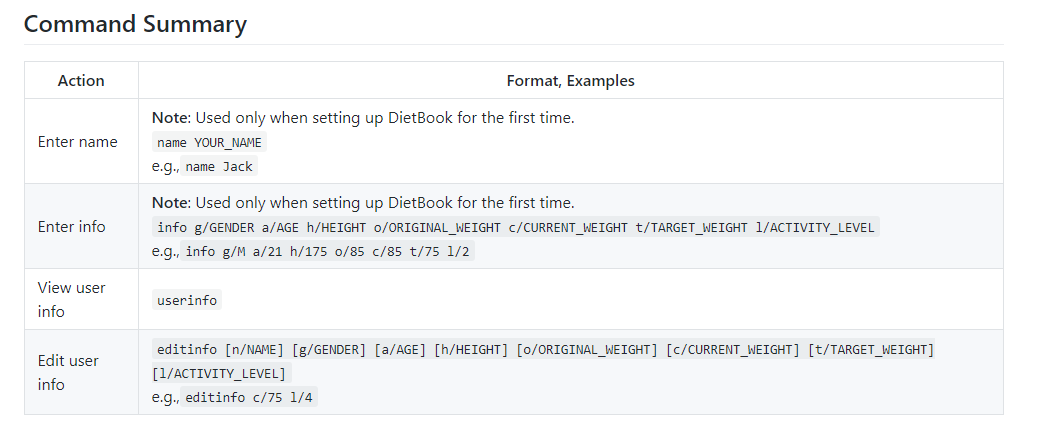 Command Summary
Action
Format, Examples
Enter name
Note: Used only when setting up DietBook for the first time.
name YOUR_NAME
e.g., name Jack
Enter info
Note: Used only when setting up DietBook for the first time.
info g/GENDER a/AGE h/HEIGHT o/ORIGINAL_WEIGHT c/CURRENT_WEIGHT t/TARGET_WEIGHT l/ACTIVITY_LEVEL
e.g., info g/M a/21 h/175 o/85 c/85 t/75 l/2
View user
info
userinfo
Edit user
info
editinfo [n/NAME] [g/GENDER] [a/AGE] [h/HEIGHT] [o/ORIGINAL_WEIGHT] [c/CURRENT_WEIGHT] [t/TARGET_WEIGHT]
[l/ACTIVITY_LEVEL]
e.g., editinfo c/75 l/4